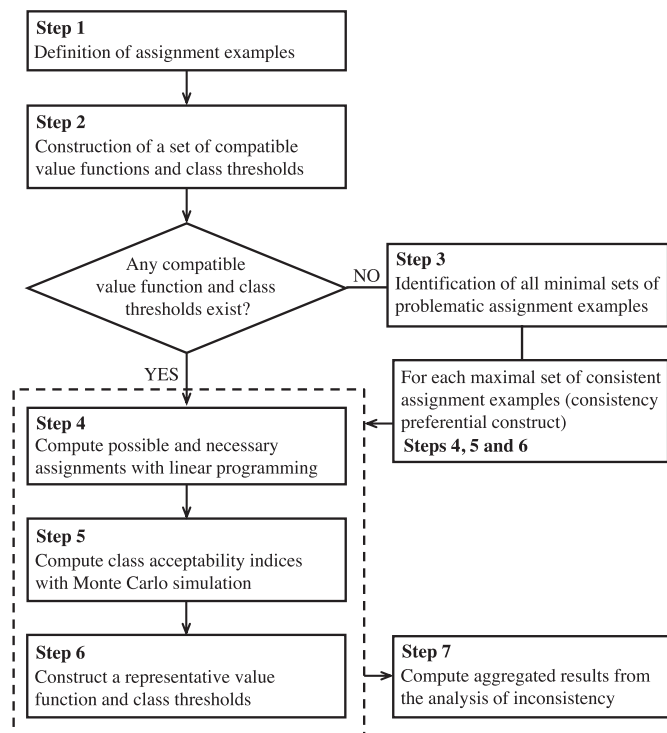 Step 1
Definition of assignment examples
Step 2
Construction of a set of compatible
value functions and class thresholds
Any compatible
value function and class
thresholds exist?
NO
Step 3
Identification of all minimal sets of
problematic assignment examples
YES
For each maximal set of consistent
assignment examples (consistency
preferential construct)
Steps 4, 5 and 6
Step 4
Compute possible and necessary
assignments with linear programming
Step 5
Compute class acceptability indices
with Monte Carlo simulation
Step 6
Construct a representative value
function and class thresholds
Step 7
Compute aggregated results from
the analysis of inconsistency